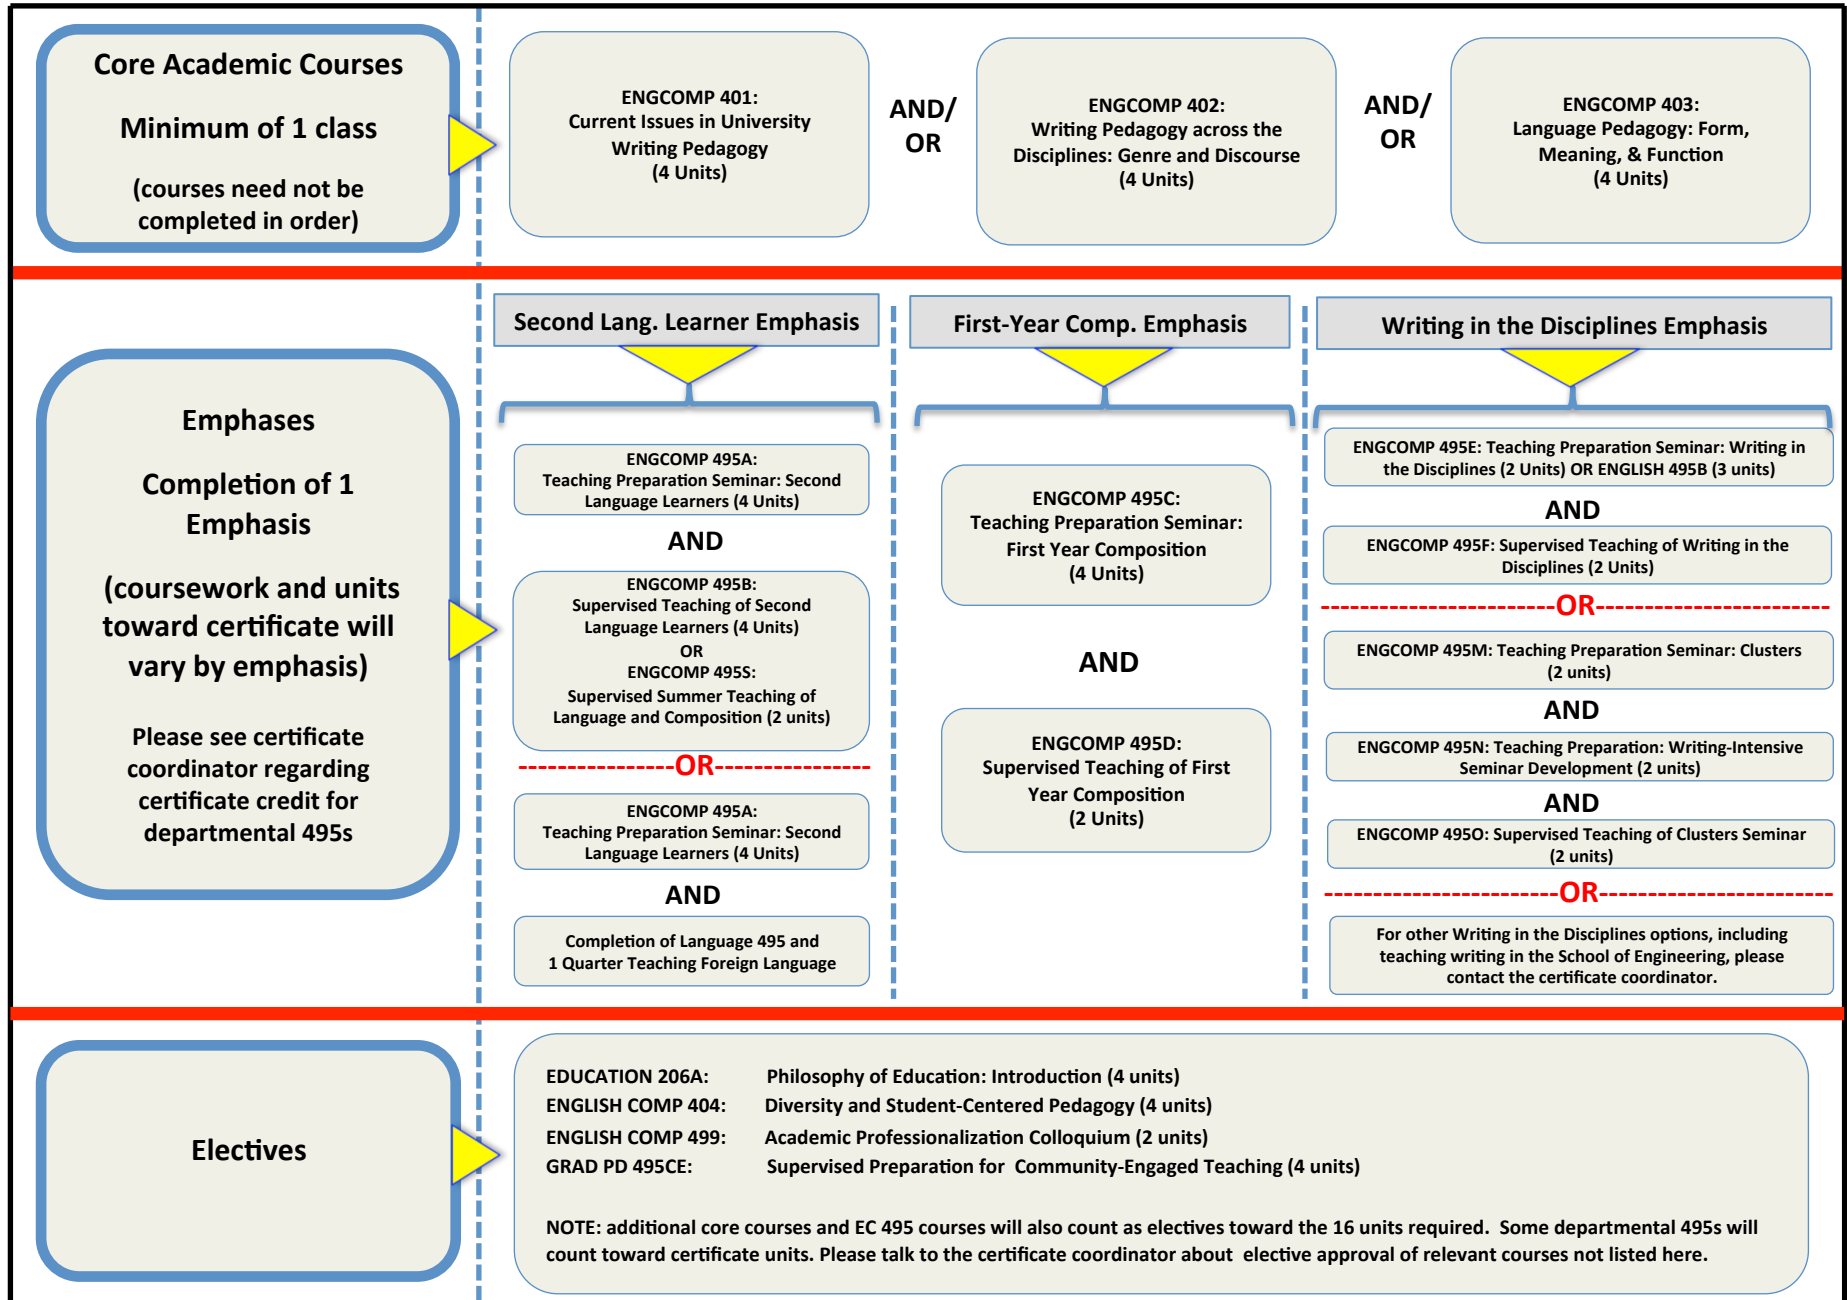 Core Academic Courses
Minimum of 1 class
(courses need not be
completed in order)
ENGCOMP 401:
Current Issues in University
Writing Pedagogy
(4 Units)
AND/
OR
ENGCOMP 402:
Writing Pedagogy across the
Disciplines: Genre and Discourse
(4 Units)
AND/
OR
ENGCOMP 403:
Language Pedagogy: Form,
Meaning, & Function
(4 Units)
Emphases
Completion of 1
Emphasis
(coursework and units
toward certificate will
vary by emphasis)
Please see certificate
coordinator regarding
certificate credit for
departmental 495s
Second Lang. Learner Emphasis
ENGCOMP 495A:
Teaching Preparation Seminar: Second
Language Learners (4 Units)
AND
ENGCOMP 495B:
Supervised Teaching of Second
Language Learners (4 Units)
OR
ENGCOMP 495S:
Supervised Summer Teaching of
Language and Composition (2 units)
OR
ENGCOMP 495A:
Teaching Preparation Seminar: Second
Language Learners (4 Units)
AND
Completion of Language 495 and
1 Quarter Teaching Foreign Language
First-Year Comp. Emphasis
ENGCOMP 495C:
Teaching Preparation Seminar:
First Year Composition
(4 Units)
AND
ENGCOMP 495D:
Supervised Teaching of First
Year Composition
(2 Units)
Writing in the Disciplines Emphasis
ENGCOMP 495E: Teaching Preparation Seminar: Writing in
the Disciplines (2 Units) OR ENGLISH 495B (3 units)
AND
ENGCOMP 495F: Supervised Teaching of Writing in the
Disciplines (2 Units)
OR
ENGCOMP 495M: Teaching Preparation Seminar: Clusters
(2 units)
AND
ENGCOMP 495N: Teaching Preparation: Writing-Intensive
Seminar Development (2 units)
AND
ENGCOMP 495O: Supervised Teaching of Clusters Seminar
(2 units)
OR
For other Writing in the Disciplines options, including
teaching writing in the School of Engineering, please
contact the certificate coordinator.
Electives
EDUCATION 206A: Philosophy of Education: Introduction (4 units)
ENGLISH COMP 404: Diversity and Student-Centered Pedagogy (4 units)
ENGLISH COMP 499: Academic Professionalization Colloquium (2 units)
GRAD PD 495CE: Supervised Preparation for Community-Engaged Teaching (4 units)
NOTE: additional core courses and EC 495 courses will also count as electives toward the 16 units required. Some departmental 495s will
count toward certificate units. Please talk to the certificate coordinator about elective approval of relevant courses not listed here.